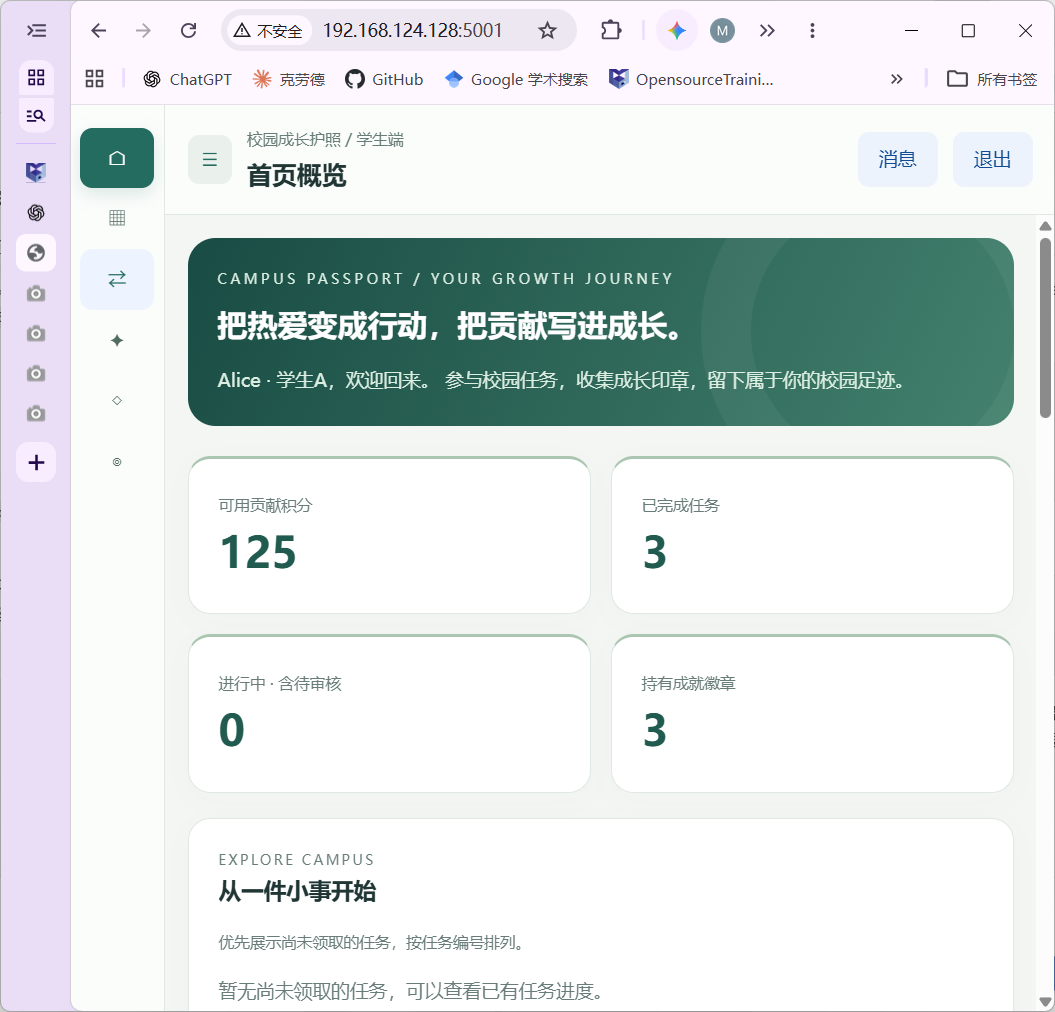 不安全
192.168.124.128:5001
M
ChatGPT
克劳德
GitHub
Google 学术搜索
OpensourceTraini...
所有书签
校园成长护照 / 学生端
首页概览
消息
退出
CAMPUS PASSPORT / YOUR GROWTH JOURNEY
把热爱变成行动，把贡献写进成长。
Alice · 学生A，欢迎回来。 参与校园任务，收集成长印章，留下属于你的校园足迹。
可用贡献积分
125
已完成任务
3
进行中 · 含待审核
0
持有成就徽章
3
EXPLORE CAMPUS
从一件小事开始
优先展示尚未领取的任务，按任务编号排列。
暂无尚未领取的任务，可以查看已有任务进度。